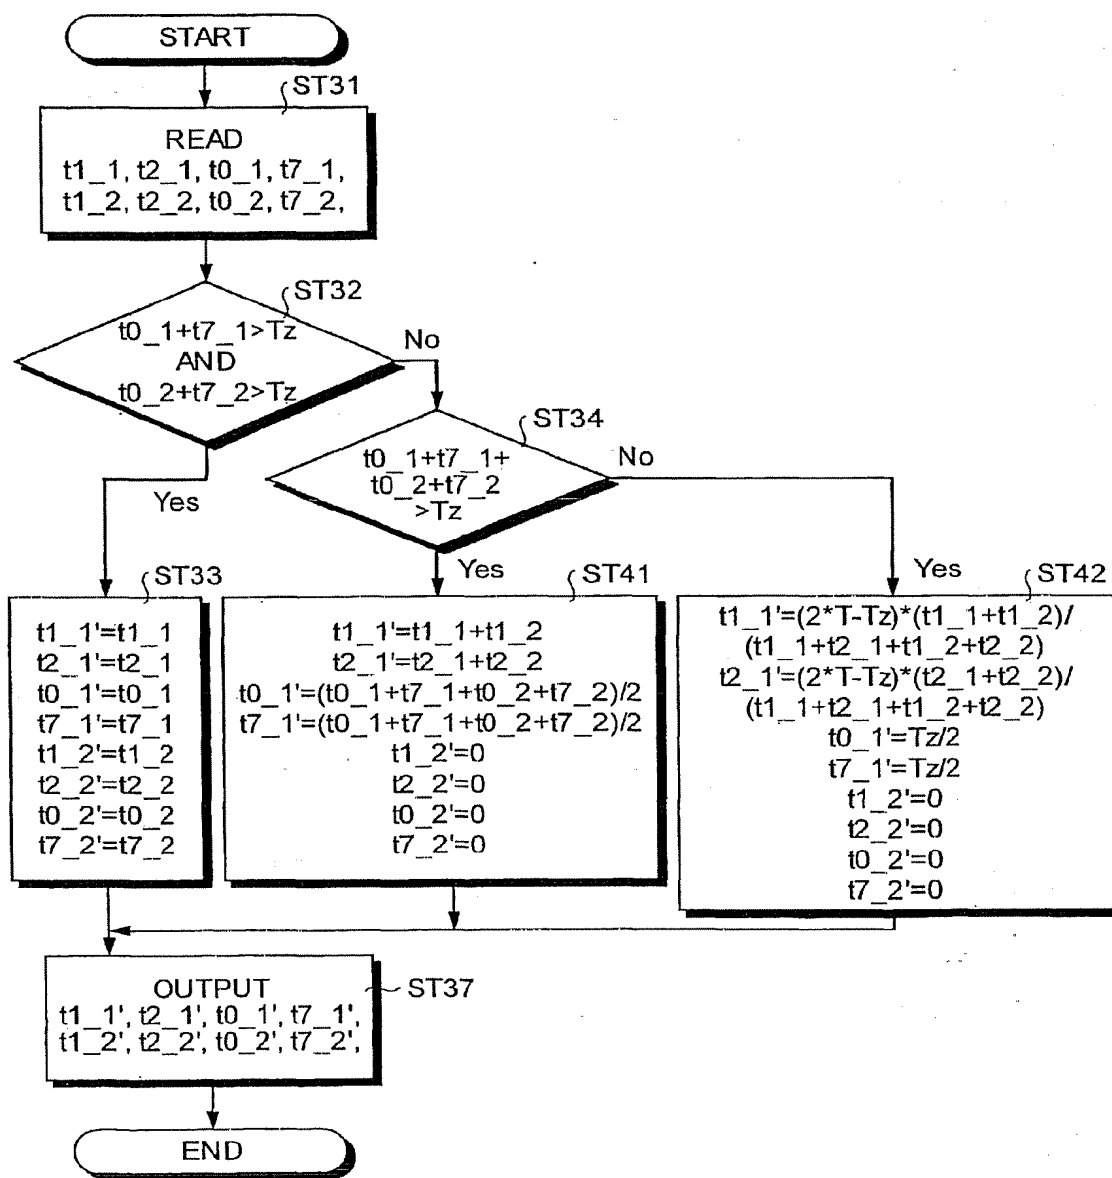 START
ST31
READ
t1_1, t2_1, t0_1, t7_1,
t1_2, t2_2, t0_2, t7_2,
ST32
t0_1+t7_1>Tz
AND
t0_2+t7_2>Tz
No
Yes
ST34
t0_1+t7_1+
t0_2+t7_2
>Tz
No
Yes
Yes
ST33
t1_1'=t1_1
t2_1'=t2_1
t0_1'=t0_1
t7_1'=t7_1
t1_2'=t1_2
t2_2'=t2_2
t0_2'=t0_2
t7_2'=t7_2
ST41
t1_1'=t1_1+t1_2
t2_1'=t2_1+t2_2
t0_1'=(t0_1+t7_1+t0_2+t7_2)/2
t7_1'=(t0_1+t7_1+t0_2+t7_2)/2
t1_2'=0
t2_2'=0
t0_2'=0
t7_2'=0
ST42
t1_1'=(2*T-Tz)*(t1_1+t1_2)/
(t1_1+t2_1+t1_2+t2_2)
t2_1'=(2*T-Tz)*(t2_1+t2_2)/
(t1_1+t2_1+t1_2+t2_2)
t0_1'=Tz/2
t7_1'=Tz/2
t1_2'=0
t2_2'=0
t0_2'=0
t7_2'=0
OUTPUT
t1_1', t2_1', t0_1', t7_1',
t1_2', t2_2', t0_2', t7_2',
ST37
END